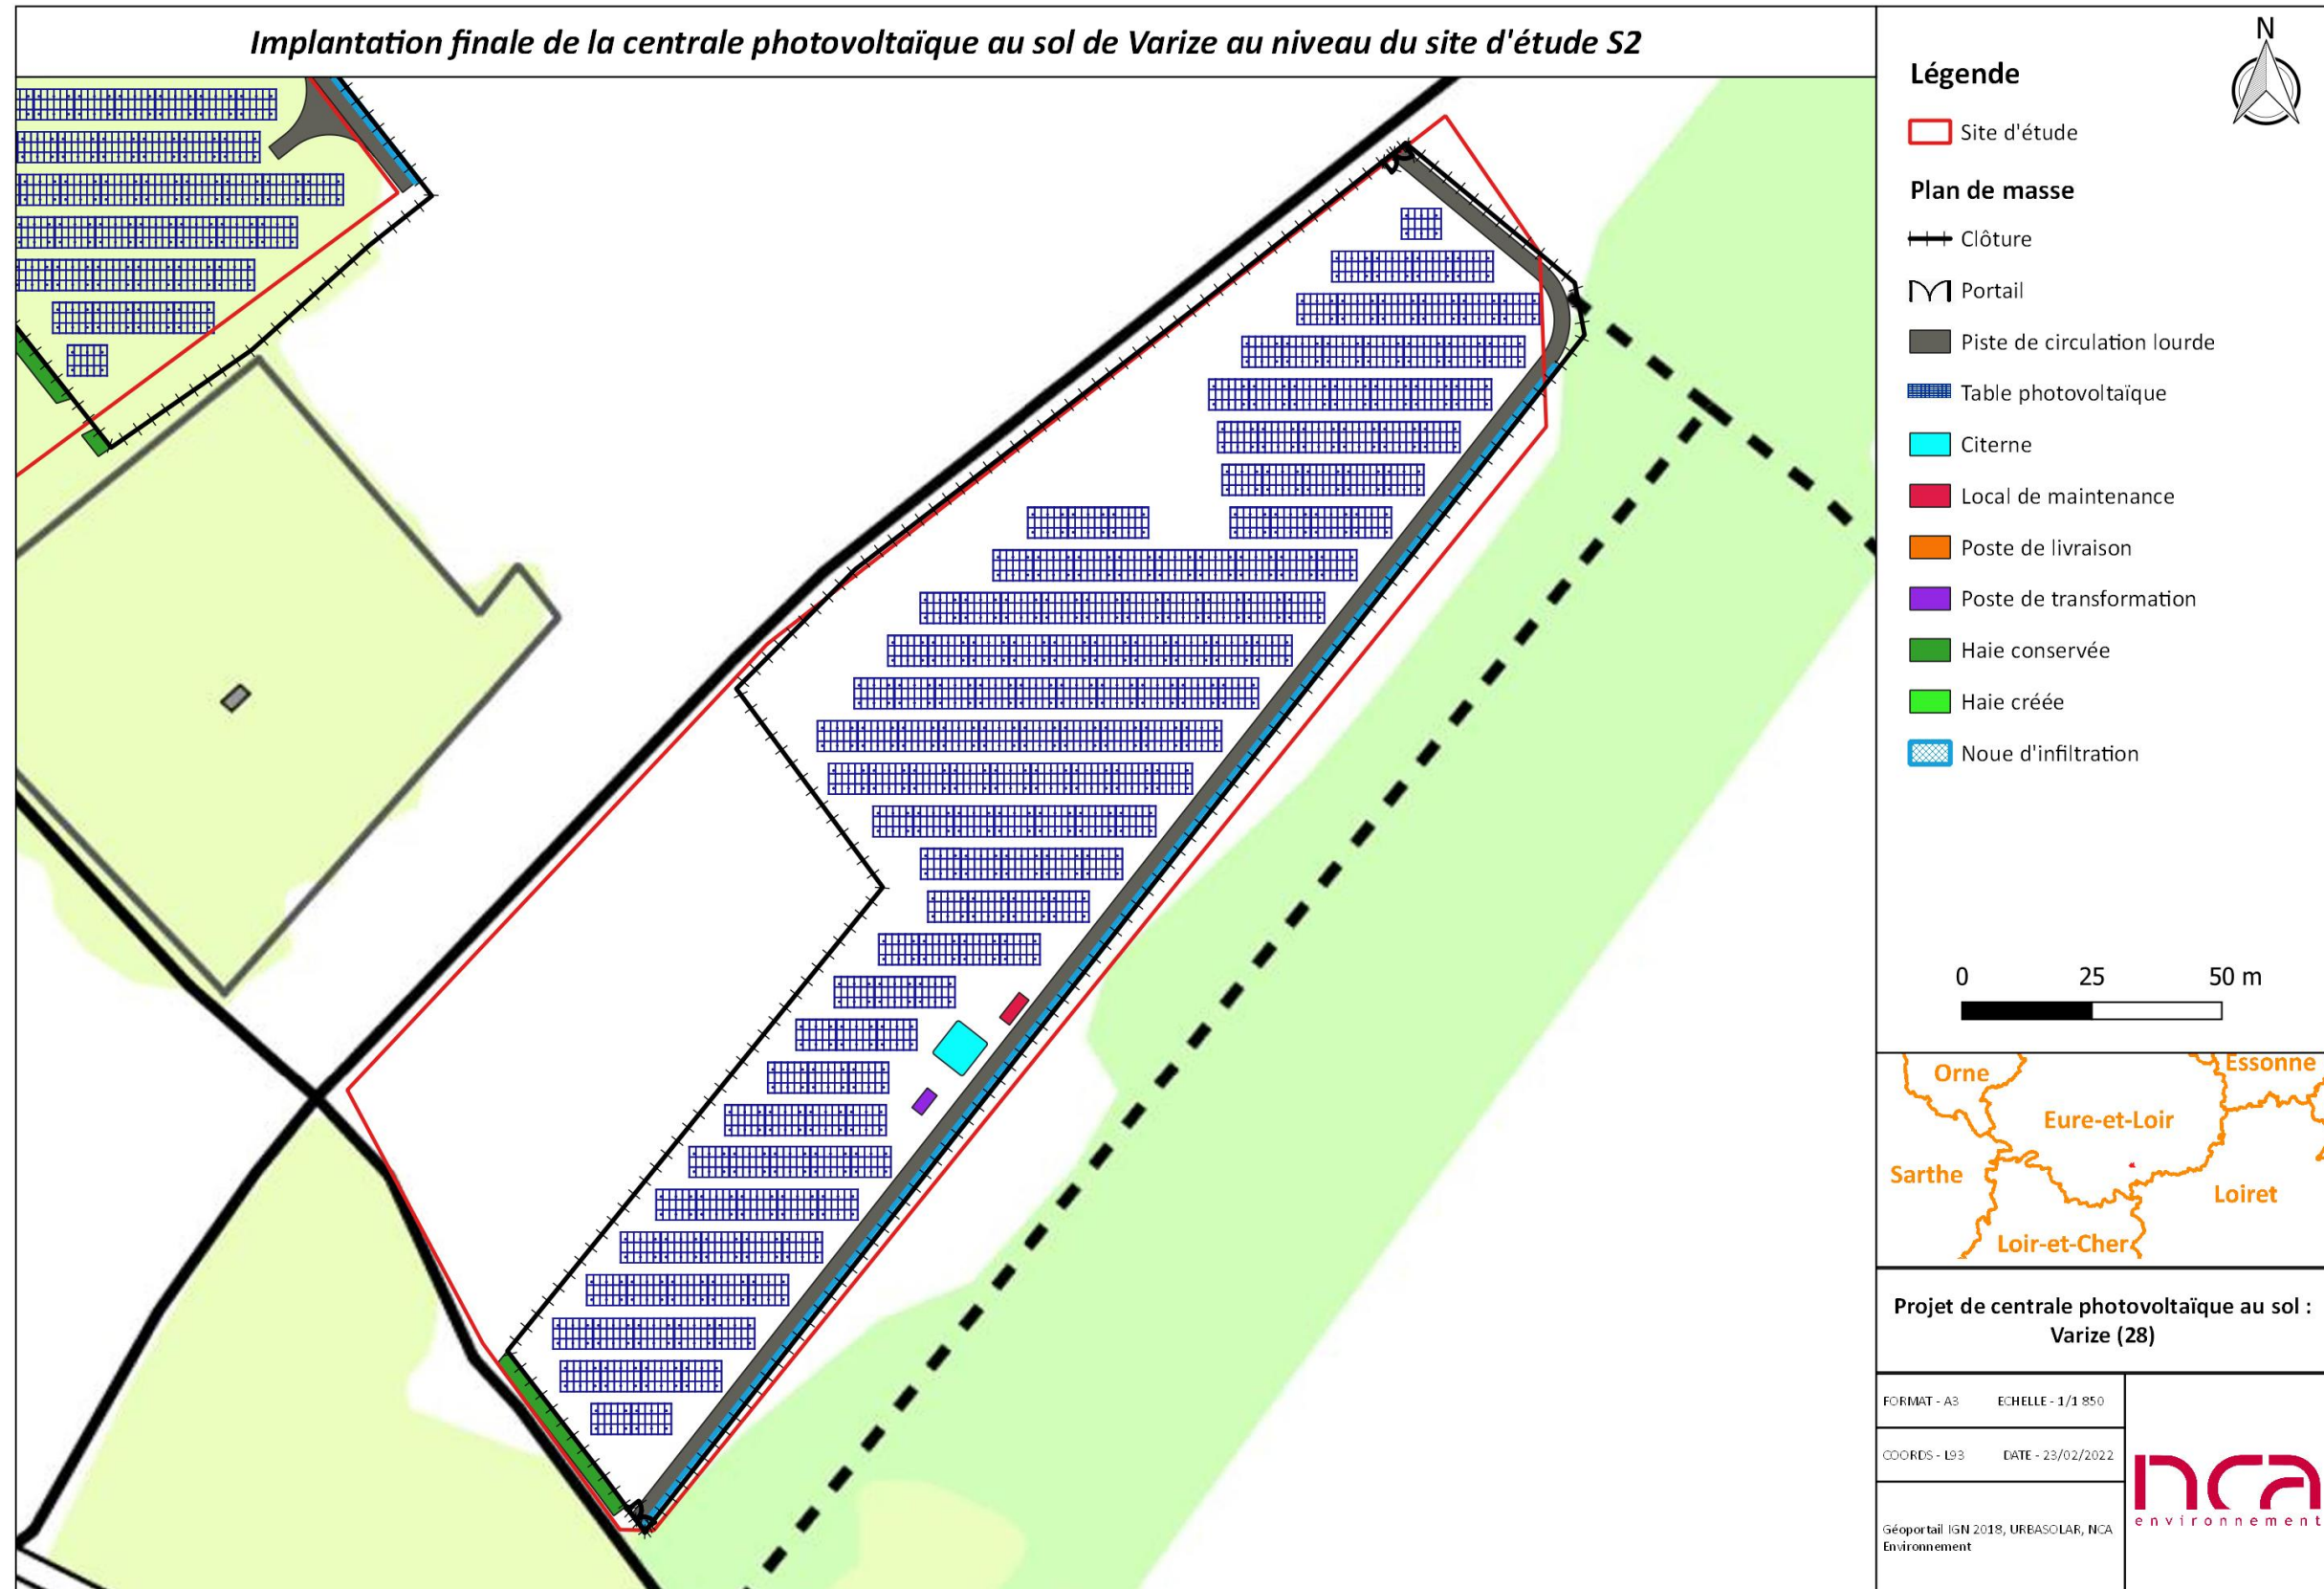 Implantation finale de la centrale photovoltaïque au sol de Varize au niveau du site d'étude S2
N
Légende
Site d'étude
Plan de masse
Clôture
Portail
Piste de circulation lourde
Table photovoltaïque
Citerne
Local de maintenance
Poste de livraison
Poste de transformation
Haie conservée
Haie créée
Noue d'infiltration
0 25 50 m
Orne
Essonne
Eure-et-Loir
Sarthe
Loiret
Loir-et-Cher
Projet de centrale photovoltaïque au sol :
Varize (28)
FORMAT - A3 ECHELLE - 1/1 850
COORDS - L93 DATE - 23/02/2022
Géoportail IGN 2018, URBASOLAR, NCA
Environnement
nca
environnement